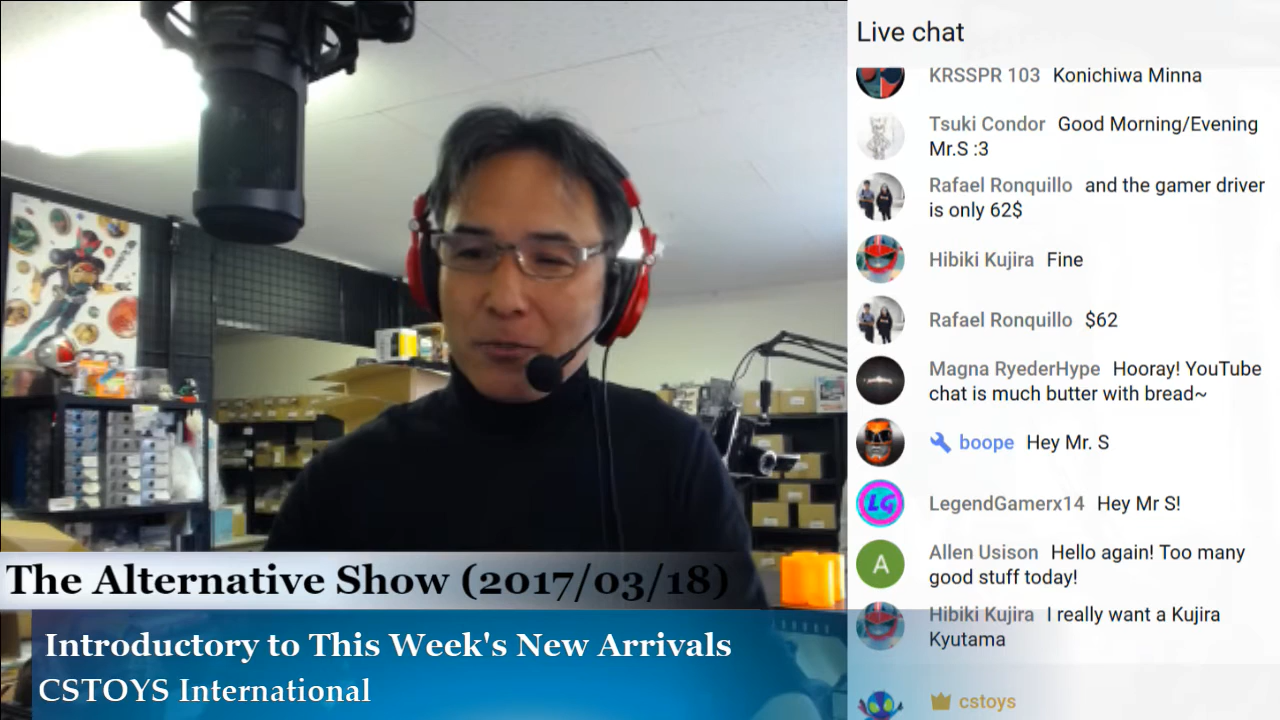 Live chat
KRSSPR 103 Konichiwa Minna
Tsuki Condor Good Morning/Evening
Mr.S :3
Rafael Ronquillo and the gamer driver
is only 62$
Hibiki Kujira Fine
Rafael Ronquillo $62
Magna RyederHype Hooray! YouTube
chat is much butter with bread~
boope Hey Mr. S
LG
LegendGamerx14 Hey Mr S!
A
Allen Usison Hello again! Too many
good stuff today!
Hibiki Kujira I really want a Kujira
Kyutama
cstoys
The Alternative Show (2017/03/18)
Introductory to This Week's New Arrivals
CSTOYS International